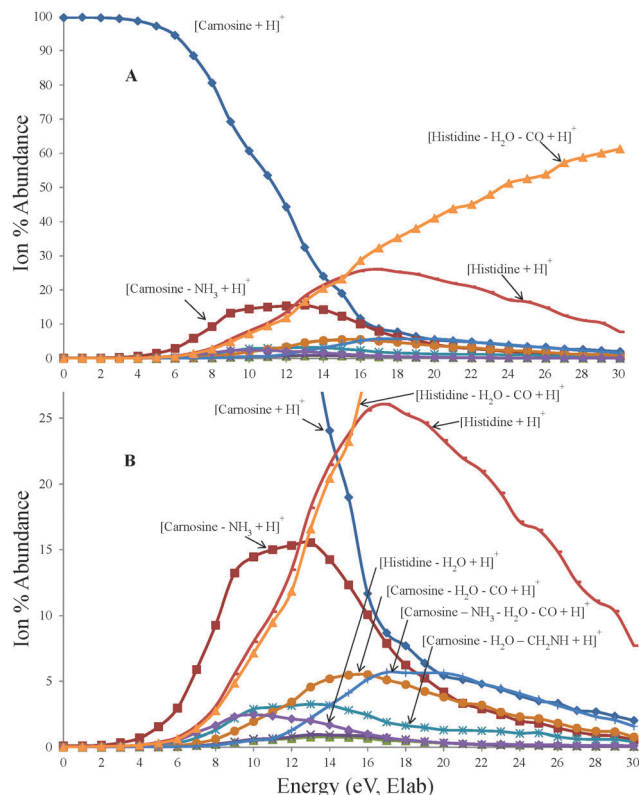 100
[Carnosine + H]⁺
90
80
A
70
[Histidine - H₂O - CO + H]⁺
60
50
40
30
[Carnosine - NH₃ + H]⁺
[Histidine + H]⁺
20
10
0
Ion % Abundance
0 2 4 6 8 10 12 14 16 18 20 22 24 26 28 30
[Histidine - H₂O - CO + H]⁺
25
[Carnosine + H]⁺
[Histidine + H]⁺
B
20
[Carnosine - NH₃ + H]⁺
15
[Histidine - H₂O + H]⁺
[Carnosine - H₂O - CO + H]⁺
10
[Carnosine – NH₃ - H₂O - CO + H]⁺
[Carnosine - H₂O – CH₂NH + H]⁺
5
0
Ion % Abundance
0 2 4 6 8 10 12 14 16 18 20 22 24 26 28 30
Energy (eV, Elab)